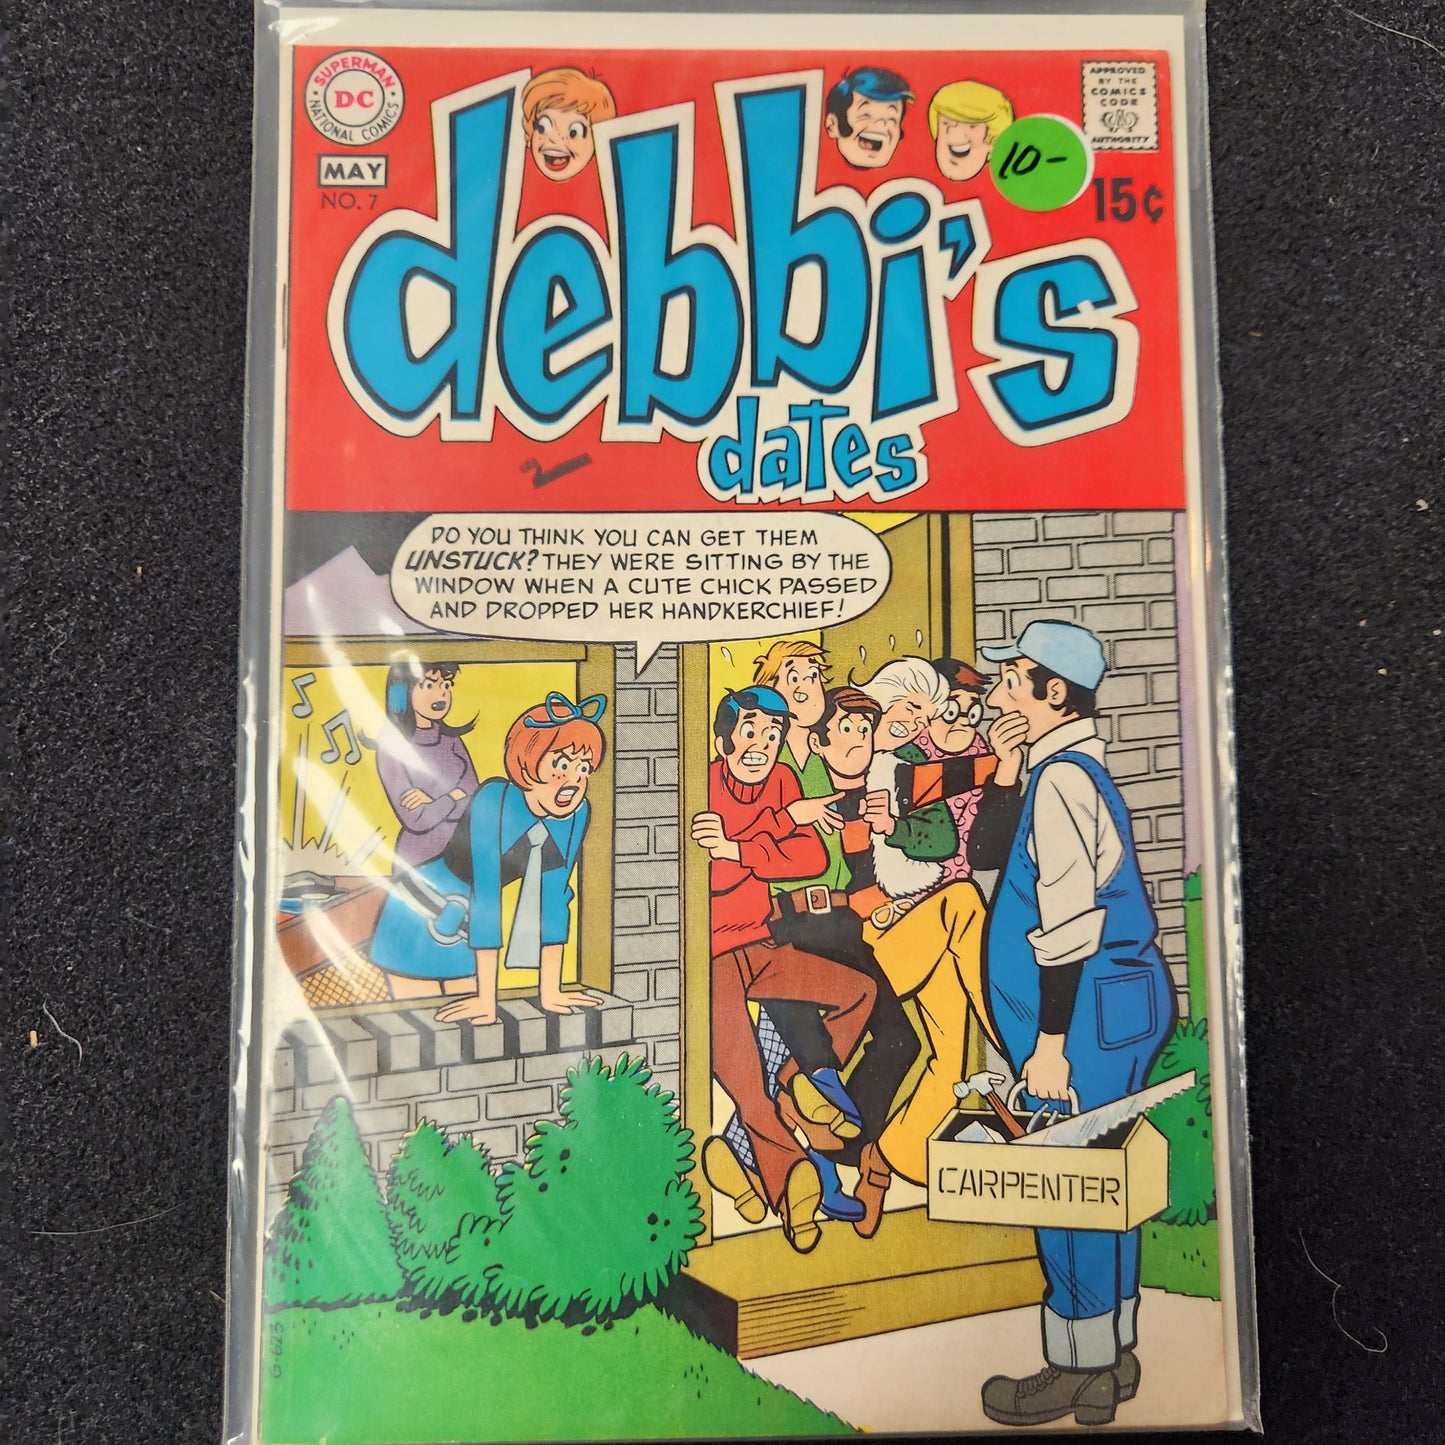 SUPERMAN
DC
NATIONAL COMICS
MAY
NO. 7
APPROVED
BY THE
COMICS
CODE
AUTHORITY
10-
15¢
debbi's
dates
2
DO YOU THINK YOU CAN GET THEM
UNSTUCK? THEY WERE SITTING BY THE
WINDOW WHEN A CUTE CHICK PASSED
AND DROPPED HER HANDKERCHIEF!
CARPENTER
G-623